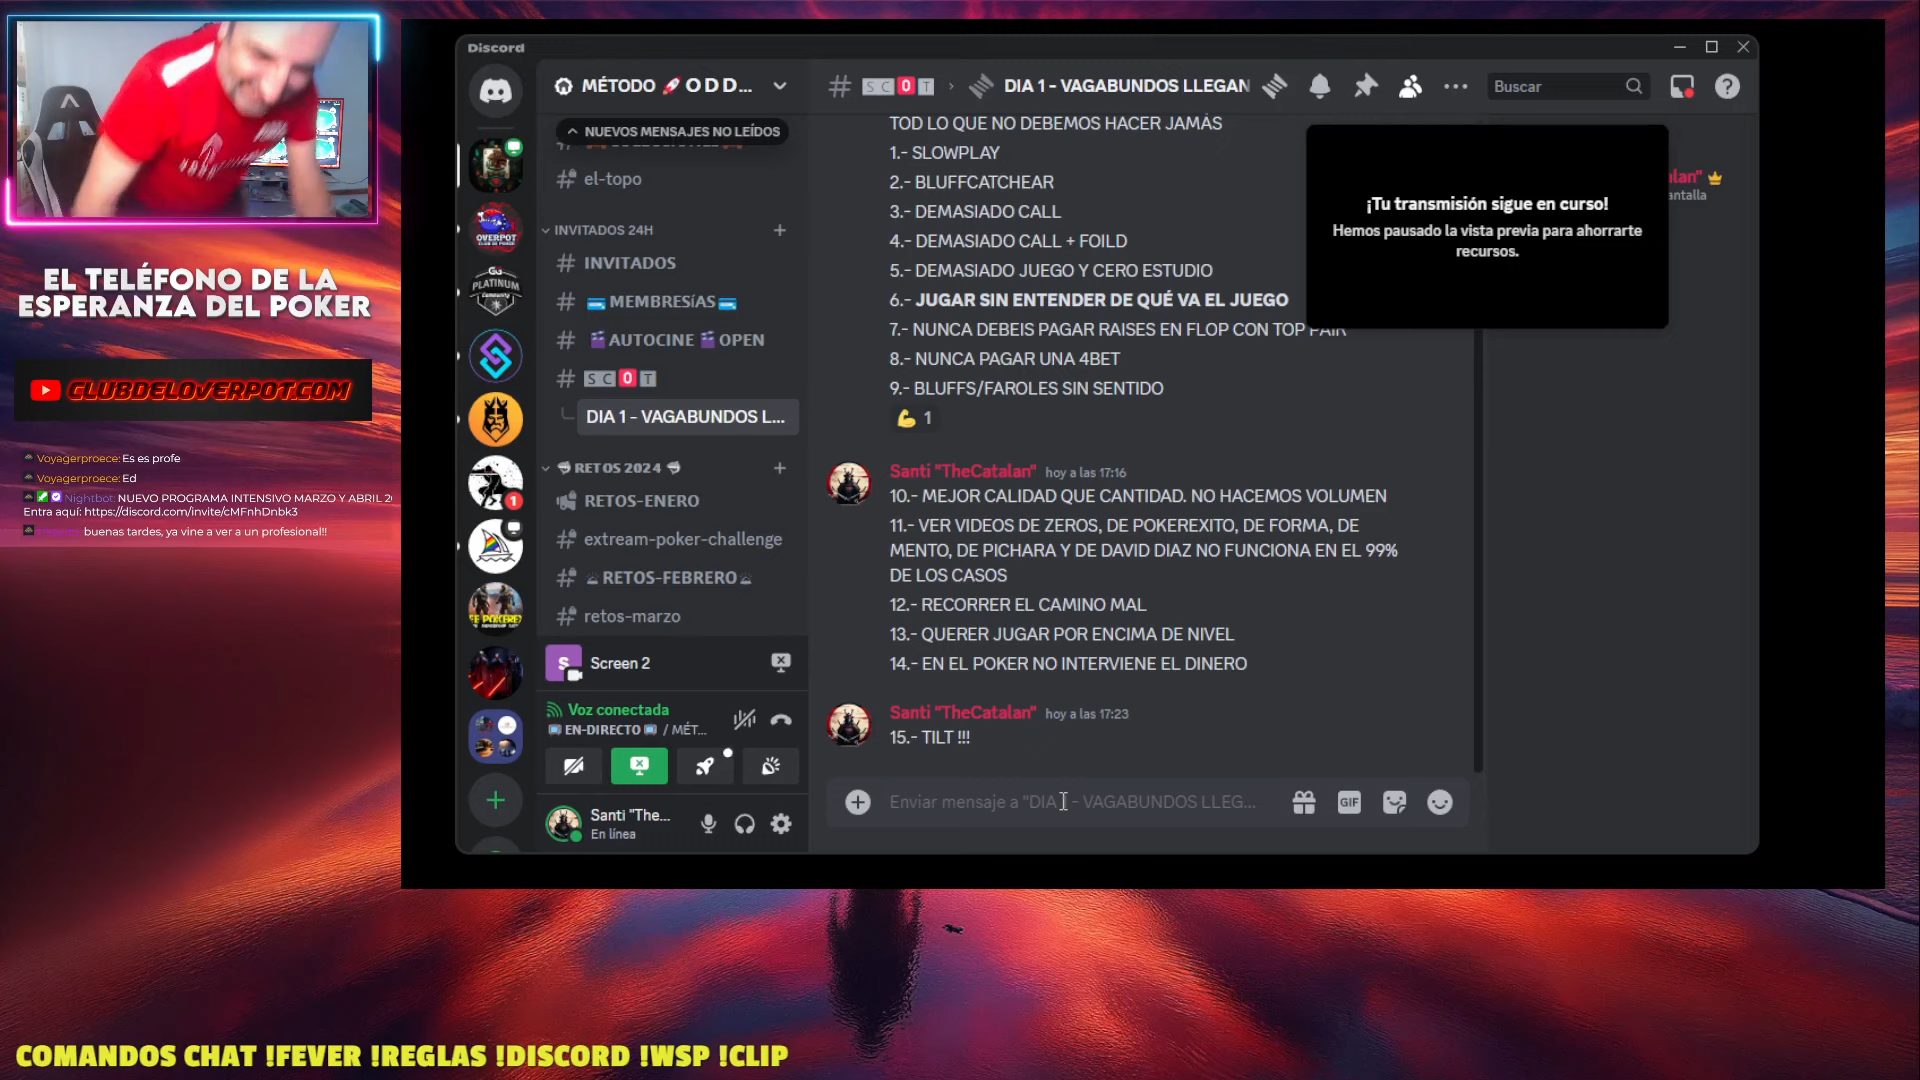 EL TELÉFONO DE LA
ESPERANZA DEL POKER
CLUBDELOVERPOT.COM
Voyagerproece: Es es profe
Voyagerproece: Ed
Nightbot: NUEVO PROGRAMA INTENSIVO MARZO Y ABRIL 2
Entra aquí: https://discord.com/invite/cMFnhDnbk3
buenas tardes, ya vine a ver a un profesional!!
COMANDOS CHAT !FEVER !REGLAS !DISCORD !WSP !CLIP
Discord
OVERPOT
PLATINUM
1
MÉTODO 🚀 O D D...
NUEVOS MENSAJES NO LEÍDOS
el-topo
INVITADOS 24H
INVITADOS
MEMBRESíAS
AUTOCINE OPEN
S C O T
DIA 1 - VAGABUNDOS L...
RETOS 2024
RETOS-ENERO
extream-poker-challenge
RETOS-FEBRERO
retos-marzo
S
Screen 2
Voz conectada
EN-DIRECTO / MÉT...
Santi "The...
En línea
S C O T › DIA 1 - VAGABUNDOS LLEGAN
Buscar
TOD LO QUE NO DEBEMOS HACER JAMÁS
1.- SLOWPLAY
2.- BLUFFCATCHEAR
3.- DEMASIADO CALL
4.- DEMASIADO CALL + FOILD
5.- DEMASIADO JUEGO Y CERO ESTUDIO
6.- JUGAR SIN ENTENDER DE QUÉ VA EL JUEGO
7.- NUNCA DEBEIS PAGAR RAISES EN FLOP CON TOP PAIR
8.- NUNCA PAGAR UNA 4BET
9.- BLUFFS/FAROLES SIN SENTIDO
💪 1
Santi "TheCatalan" hoy a las 17:16
10.- MEJOR CALIDAD QUE CANTIDAD. NO HACEMOS VOLUMEN
11.- VER VIDEOS DE ZEROS, DE POKEREXITO, DE FORMA, DE
MENTO, DE PICHARA Y DE DAVID DIAZ NO FUNCIONA EN EL 99%
DE LOS CASOS
12.- RECORRER EL CAMINO MAL
13.- QUERER JUGAR POR ENCIMA DE NIVEL
14.- EN EL POKER NO INTERVIENE EL DINERO
Santi "TheCatalan" hoy a las 17:23
15.- TILT !!!
Enviar mensaje a "DIA 1 - VAGABUNDOS LLEG...
GIF
¡Tu transmisión sigue en curso!
Hemos pausado la vista previa para ahorrarte
recursos.
lan"
antalla